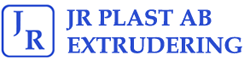 JR
JR PLAST AB
EXTRUDERING